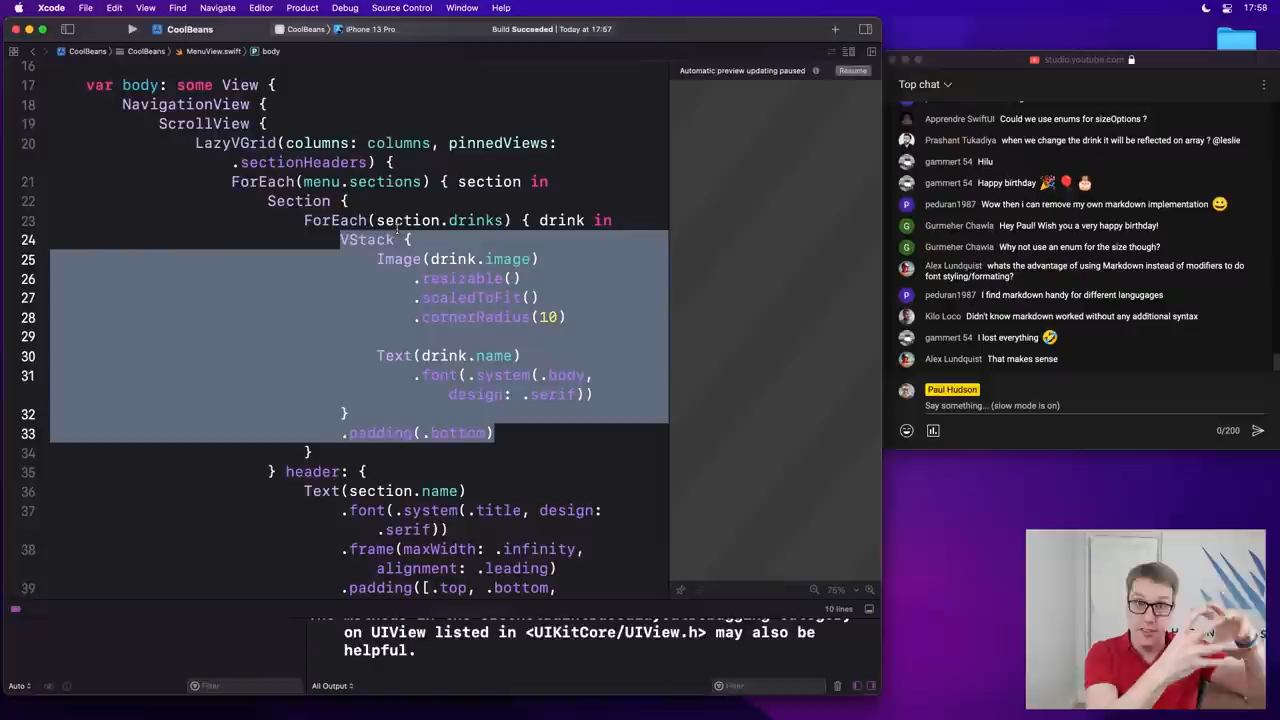 Xcode File Edit View Find Navigate Editor Product Debug Source Control Window Help 17:58
CoolBeans CoolBeans iPhone 13 Pro Build Succeeded | Today at 17:57
CoolBeans CoolBeans MenuView.swift body
Automatic preview updating paused Resume
16
17 var body: some View {
18 NavigationView {
19 ScrollView {
20 LazyVGrid(columns: columns, pinnedViews:
.sectionHeaders) {
21 ForEach(menu.sections) { section in
22 Section {
23 ForEach(section.drinks) { drink in
24 VStack {
25 Image(drink.image)
26 .resizable()
27 .scaledToFit()
28 .cornerRadius(10)
29
30 Text(drink.name)
31 .font(.system(.body,
design: .serif))
32 }
33 .padding(.bottom)
34 }
35 } header: {
36 Text(section.name)
37 .font(.system(.title, design:
.serif))
38 .frame(maxWidth: .infinity,
alignment: .leading)
39 .padding([.top, .bottom,
75%
10 lines
on UIView listed in <UIKitCore/UIView.h> may also be
helpful.
Auto Filter All Output Filter
studio.youtube.com
Top chat
Apprendre SwiftUI Could we use enums for sizeOptions ?
Prashant Tukadiya when we change the drink it will be reflected on array ? @leslie
gammert 54 Hilu
gammert 54 Happy birthday 🎉🎈🎂
peduran1987 Wow then i can remove my own markdown implementation 😀
Gurmeher Chawla Hey Paul! Wish you a very happy birthday!
Gurmeher Chawla Why not use an enum for the size though?
Alex Lundquist whats the advantage of using Markdown instead of modifiers to do
font styling/formating?
peduran1987 I find markdown handy for different langugages
Kilo Loco Didn't know markdown worked without any additional syntax
gammert 54 I lost everything 🤣
Alex Lundquist That makes sense
Paul Hudson
Say something... (slow mode is on)
0/200